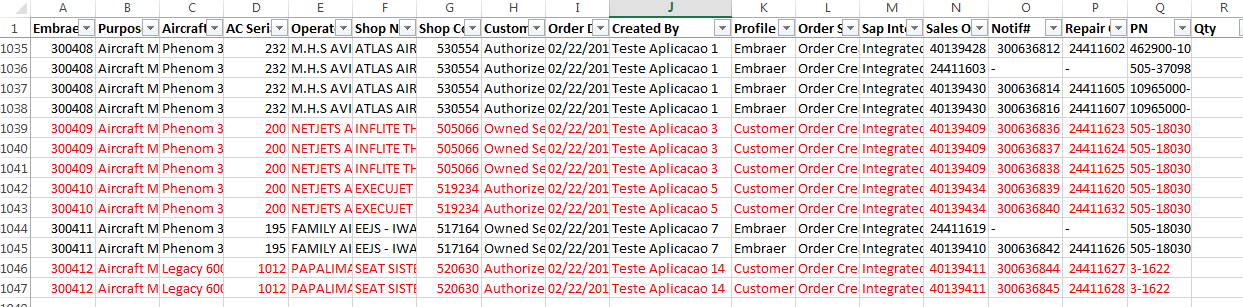 A B C D E F G H I J K L M N O P Q R
1 Embrae Purpos Aircraft AC Seri Operat Shop N Shop Co Custom Order D Created By Profile Order S Sap Int Sales O Notif# Repair PN Qty
1035 300408 Aircraft M Phenom 3 232 M.H.S AVI ATLAS AIR 530554 Authorize 02/22/201 Teste Aplicacao 1 Embraer Order Cre Integrated 40139428 300636812 24411602 462900-10
1036 300408 Aircraft M Phenom 3 232 M.H.S AVI ATLAS AIR 530554 Authorize 02/22/201 Teste Aplicacao 1 Embraer Order Cre Integrated 24411603 - - 505-37098
1037 300408 Aircraft M Phenom 3 232 M.H.S AVI ATLAS AIR 530554 Authorize 02/22/201 Teste Aplicacao 1 Embraer Order Cre Integrated 40139430 300636814 24411605 10965000-
1038 300408 Aircraft M Phenom 3 232 M.H.S AVI ATLAS AIR 530554 Authorize 02/22/201 Teste Aplicacao 1 Embraer Order Cre Integrated 40139430 300636816 24411607 10965000-
1039 300409 Aircraft M Phenom 3 200 NETJETS A INFLITE TH 505066 Owned Se 02/22/201 Teste Aplicacao 3 Customer Order Cre Integrated 40139409 300636836 24411623 505-18030
1040 300409 Aircraft M Phenom 3 200 NETJETS A INFLITE TH 505066 Owned Se 02/22/201 Teste Aplicacao 3 Customer Order Cre Integrated 40139409 300636837 24411624 505-18030
1041 300409 Aircraft M Phenom 3 200 NETJETS A INFLITE TH 505066 Owned Se 02/22/201 Teste Aplicacao 3 Customer Order Cre Integrated 40139409 300636838 24411625 505-18030
1042 300410 Aircraft M Phenom 3 200 NETJETS A EXECUJET 519234 Authorize 02/22/201 Teste Aplicacao 5 Customer Order Cre Integrated 40139434 300636839 24411620 505-18030
1043 300410 Aircraft M Phenom 3 200 NETJETS A EXECUJET 519234 Authorize 02/22/201 Teste Aplicacao 5 Customer Order Cre Integrated 40139434 300636840 24411632 505-18030
1044 300411 Aircraft M Phenom 3 195 FAMILY AI EEJS - IWA 517164 Owned Se 02/22/201 Teste Aplicacao 7 Embraer Order Cre Integrated 24411619 - - 505-18030
1045 300411 Aircraft M Phenom 3 195 FAMILY AI EEJS - IWA 517164 Owned Se 02/22/201 Teste Aplicacao 7 Embraer Order Cre Integrated 40139410 300636842 24411626 505-18030
1046 300412 Aircraft M Legacy 600 1012 PAPALIMA SEAT SISTE 520630 Authorize 02/22/201 Teste Aplicacao 14 Customer Order Cre Integrated 40139411 300636844 24411627 3-1622
1047 300412 Aircraft M Legacy 600 1012 PAPALIMA SEAT SISTE 520630 Authorize 02/22/201 Teste Aplicacao 14 Customer Order Cre Integrated 40139411 300636845 24411628 3-1622